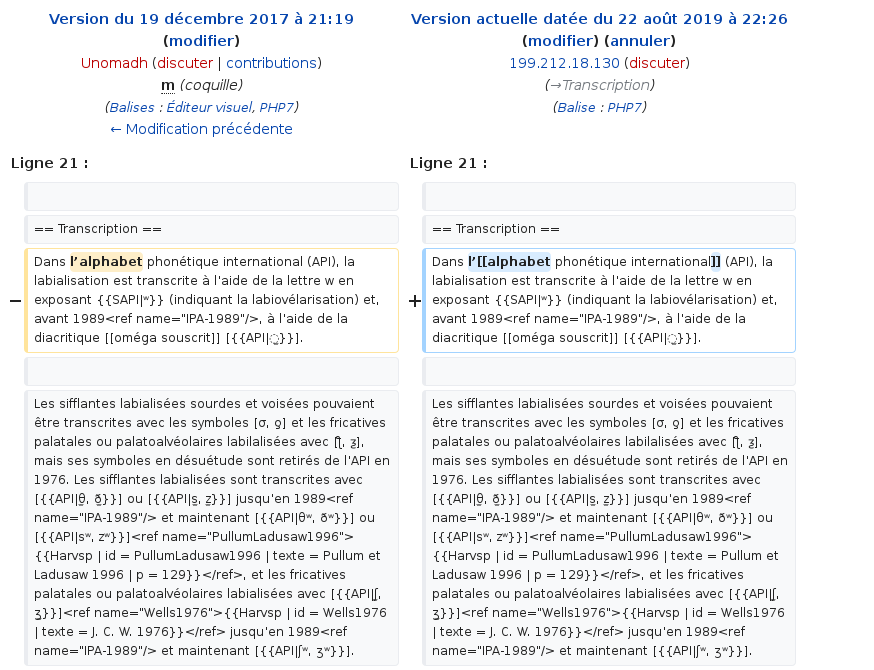 Version du 19 décembre 2017 à 21:19
(modifier)
Unomadh (discuter | contributions)
m (coquille)
(Balises : Éditeur visuel, PHP7)
← Modification précédente
Version actuelle datée du 22 août 2019 à 22:26
(modifier) (annuler)
199.212.18.130 (discuter)
(→Transcription)
(Balise : PHP7)
Ligne 21 :
Ligne 21 :
== Transcription ==
== Transcription ==
− Dans l’alphabet phonétique international (API), la
labialisation est transcrite à l'aide de la lettre w en
exposant {{SAPI|ʷ}} (indiquant la labiovélarisation) et,
avant 1989<ref name="IPA-1989"/>, à l'aide de la
diacritique [[oméga souscrit]] [{{API|◌̫}}].
+ Dans l’[[alphabet phonétique international]] (API), la
labialisation est transcrite à l'aide de la lettre w en
exposant {{SAPI|ʷ}} (indiquant la labiovélarisation) et,
avant 1989<ref name="IPA-1989"/>, à l'aide de la
diacritique [[oméga souscrit]] [{{API|◌̫}}].
Les sifflantes labialisées sourdes et voisées pouvaient
être transcrites avec les symboles [σ, ƍ] et les fricatives
palatales ou palatoalvéolaires labilalisées avec [ƪ, ƺ],
mais ses symboles en désuétude sont retirés de l'API en
1976. Les sifflantes labialisées sont transcrites avec
[{{API|θ̫, ð̫}}] ou [{{API|s̫, z̫}}] jusqu'en 1989<ref
name="IPA-1989"/> et maintenant [{{API|θʷ, ðʷ}}] ou
[{{API|sʷ, zʷ}}]<ref name="PullumLadusaw1996">
{{Harvsp | id = PullumLadusaw1996 | texte = Pullum et
Ladusaw 1996 | p = 129}}</ref>, et les fricatives
palatales ou palatoalvéolaires labialisées avec [{{API|ʃ̫,
ʒ̫}}]<ref name="Wells1976">{{Harvsp | id = Wells1976
| texte = J. C. W. 1976}}</ref> jusqu'en 1989<ref
name="IPA-1989"/> et maintenant [{{API|ʃʷ, ʒʷ}}].
Les sifflantes labialisées sourdes et voisées pouvaient
être transcrites avec les symboles [σ, ƍ] et les fricatives
palatales ou palatoalvéolaires labilalisées avec [ƪ, ƺ],
mais ses symboles en désuétude sont retirés de l'API en
1976. Les sifflantes labialisées sont transcrites avec
[{{API|θ̫, ð̫}}] ou [{{API|s̫, z̫}}] jusqu'en 1989<ref
name="IPA-1989"/> et maintenant [{{API|θʷ, ðʷ}}] ou
[{{API|sʷ, zʷ}}]<ref name="PullumLadusaw1996">
{{Harvsp | id = PullumLadusaw1996 | texte = Pullum et
Ladusaw 1996 | p = 129}}</ref>, et les fricatives
palatales ou palatoalvéolaires labialisées avec [{{API|ʃ̫,
ʒ̫}}]<ref name="Wells1976">{{Harvsp | id = Wells1976
| texte = J. C. W. 1976}}</ref> jusqu'en 1989<ref
name="IPA-1989"/> et maintenant [{{API|ʃʷ, ʒʷ}}].